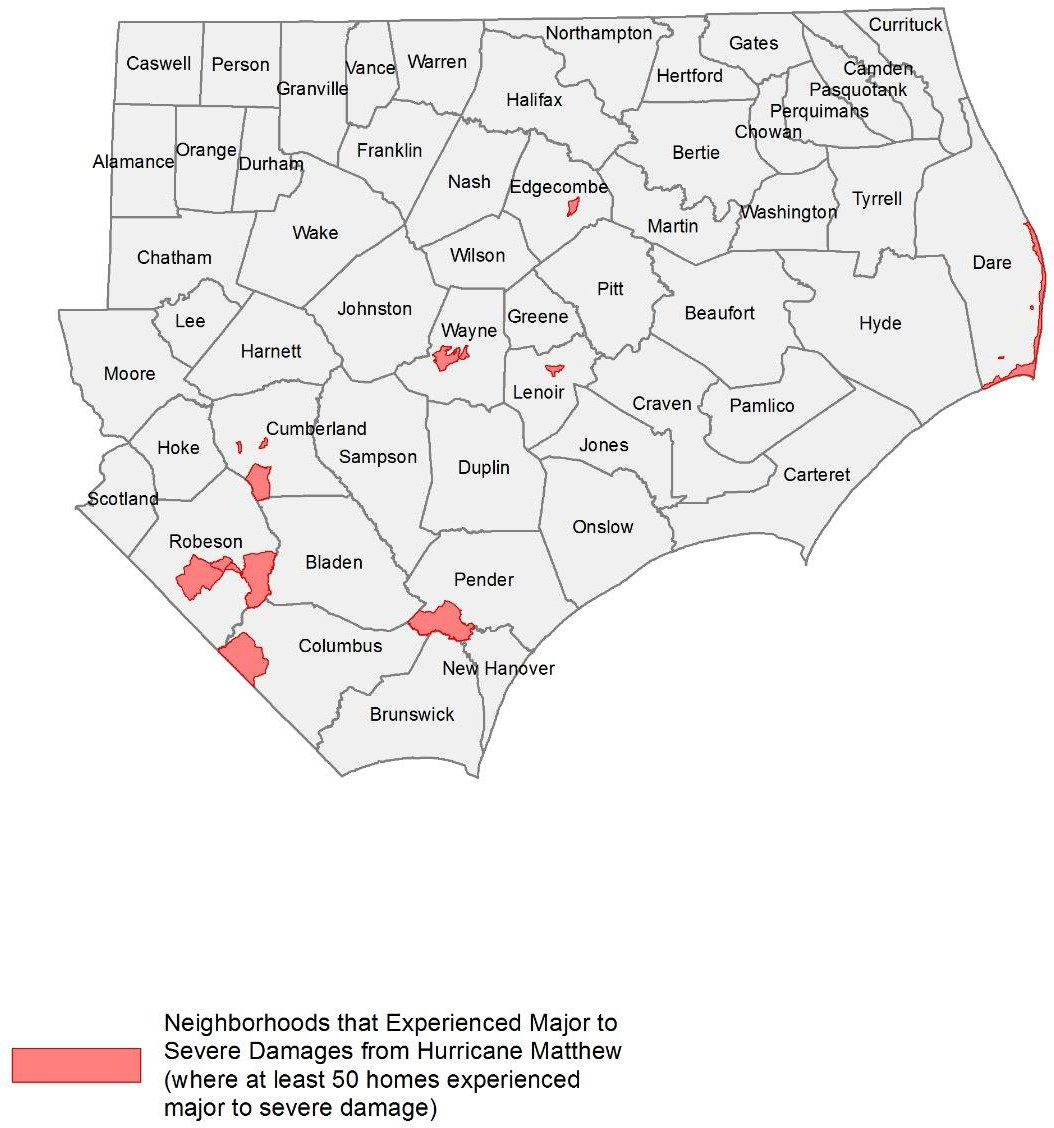 Currituck
Northampton
Gates
Caswell
Person
Vance
Warren
Camden
Hertford
Granville
Pasquotank
Halifax
Perquimans
Chowan
Franklin
Orange
Bertie
Alamance
Durham
Nash
Edgecombe
Tyrrell
Washington
Martin
Wake
Chatham
Wilson
Dare
Pitt
Johnston
Beaufort
Greene
Lee
Hyde
Wayne
Harnett
Moore
Lenoir
Craven
Pamlico
Cumberland
Jones
Hoke
Sampson
Duplin
Carteret
Scotland
Onslow
Robeson
Bladen
Pender
Columbus
New Hanover
Brunswick
Neighborhoods that Experienced Major to
Severe Damages from Hurricane Matthew
(where at least 50 homes experienced
major to severe damage)